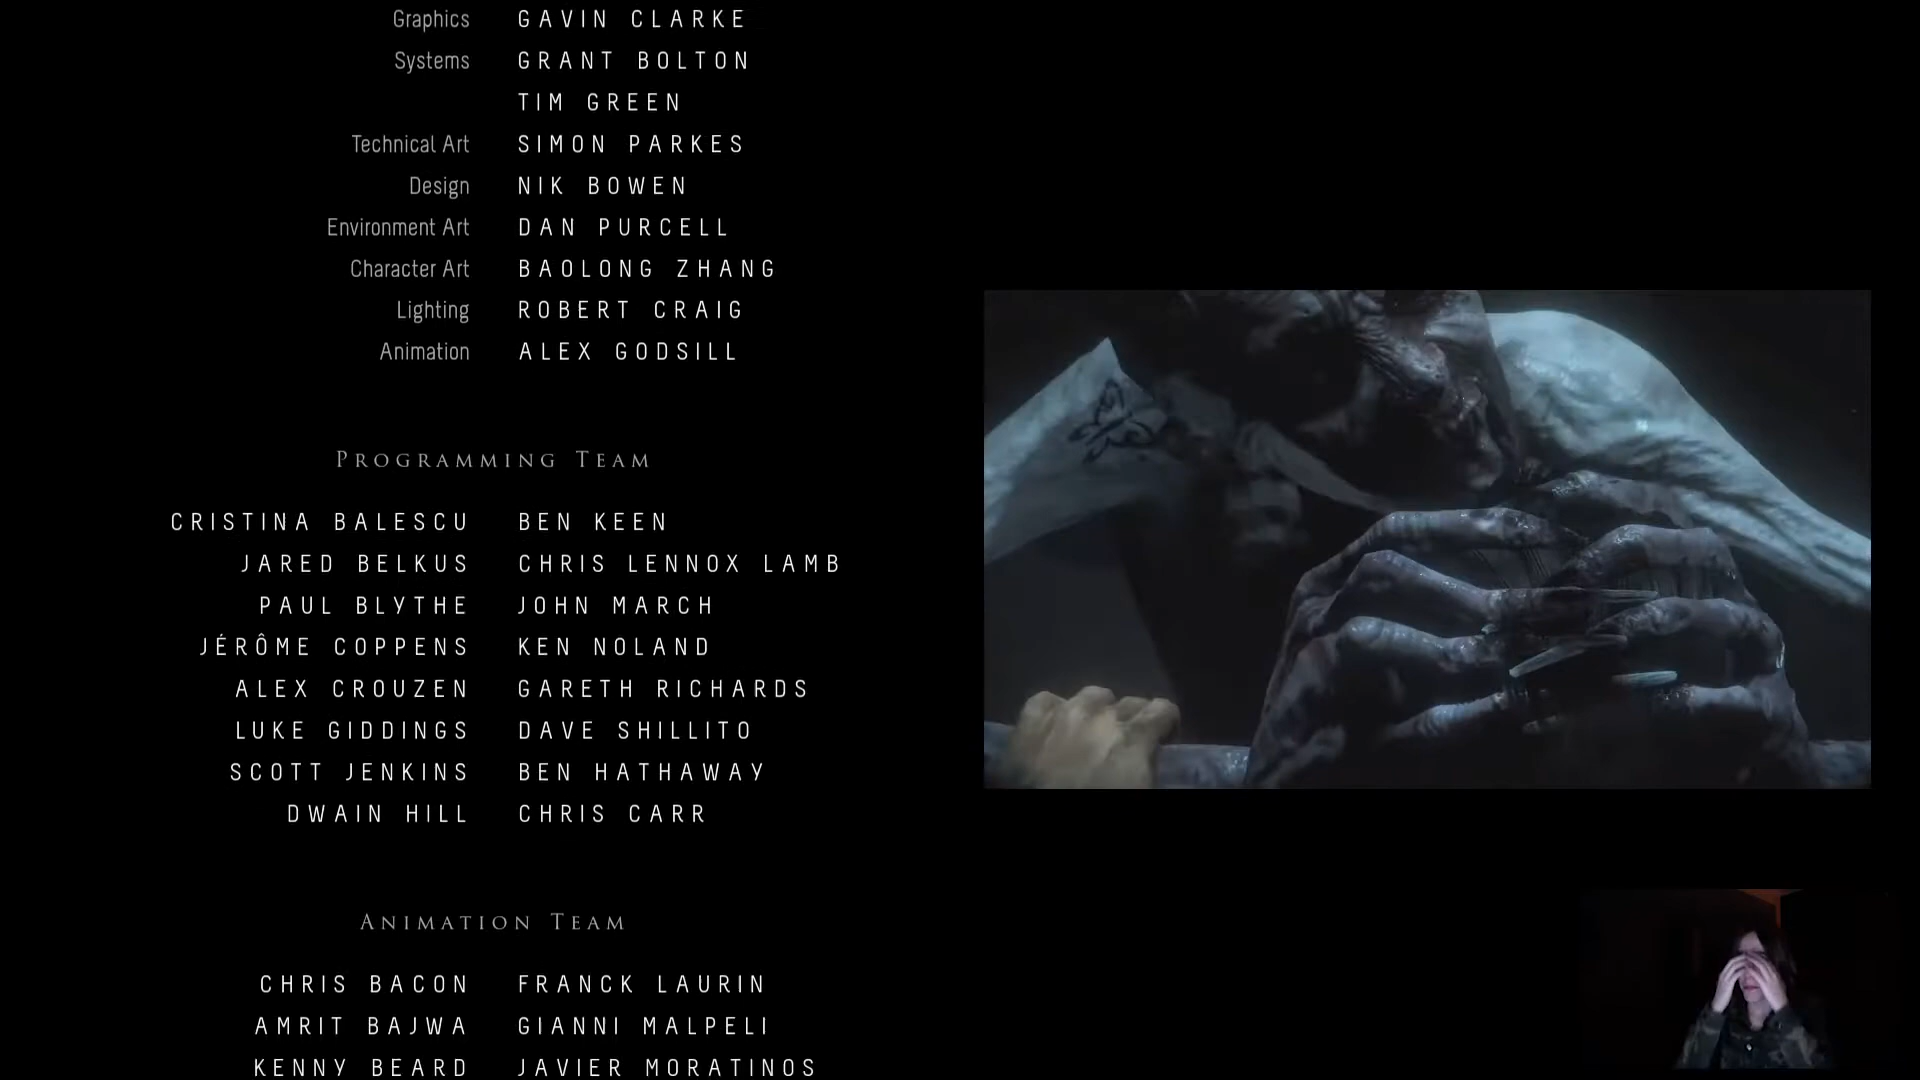 Graphics GAVIN CLARKE
Systems GRANT BOLTON
TIM GREEN
Technical Art SIMON PARKES
Design NIK BOWEN
Environment Art DAN PURCELL
Character Art BAOLONG ZHANG
Lighting ROBERT CRAIG
Animation ALEX GODSILL
PROGRAMMING TEAM
CRISTINA BALESCU BEN KEEN
JARED BELKUS CHRIS LENNOX LAMB
PAUL BLYTHE JOHN MARCH
JÉRÔME COPPENS KEN NOLAND
ALEX CROUZEN GARETH RICHARDS
LUKE GIDDINGS DAVE SHILLITO
SCOTT JENKINS BEN HATHAWAY
DWAIN HILL CHRIS CARR
ANIMATION TEAM
CHRIS BACON FRANCK LAURIN
AMRIT BAJWA GIANNI MALPELI
KENNY BEARD JAVIER MORATINOS